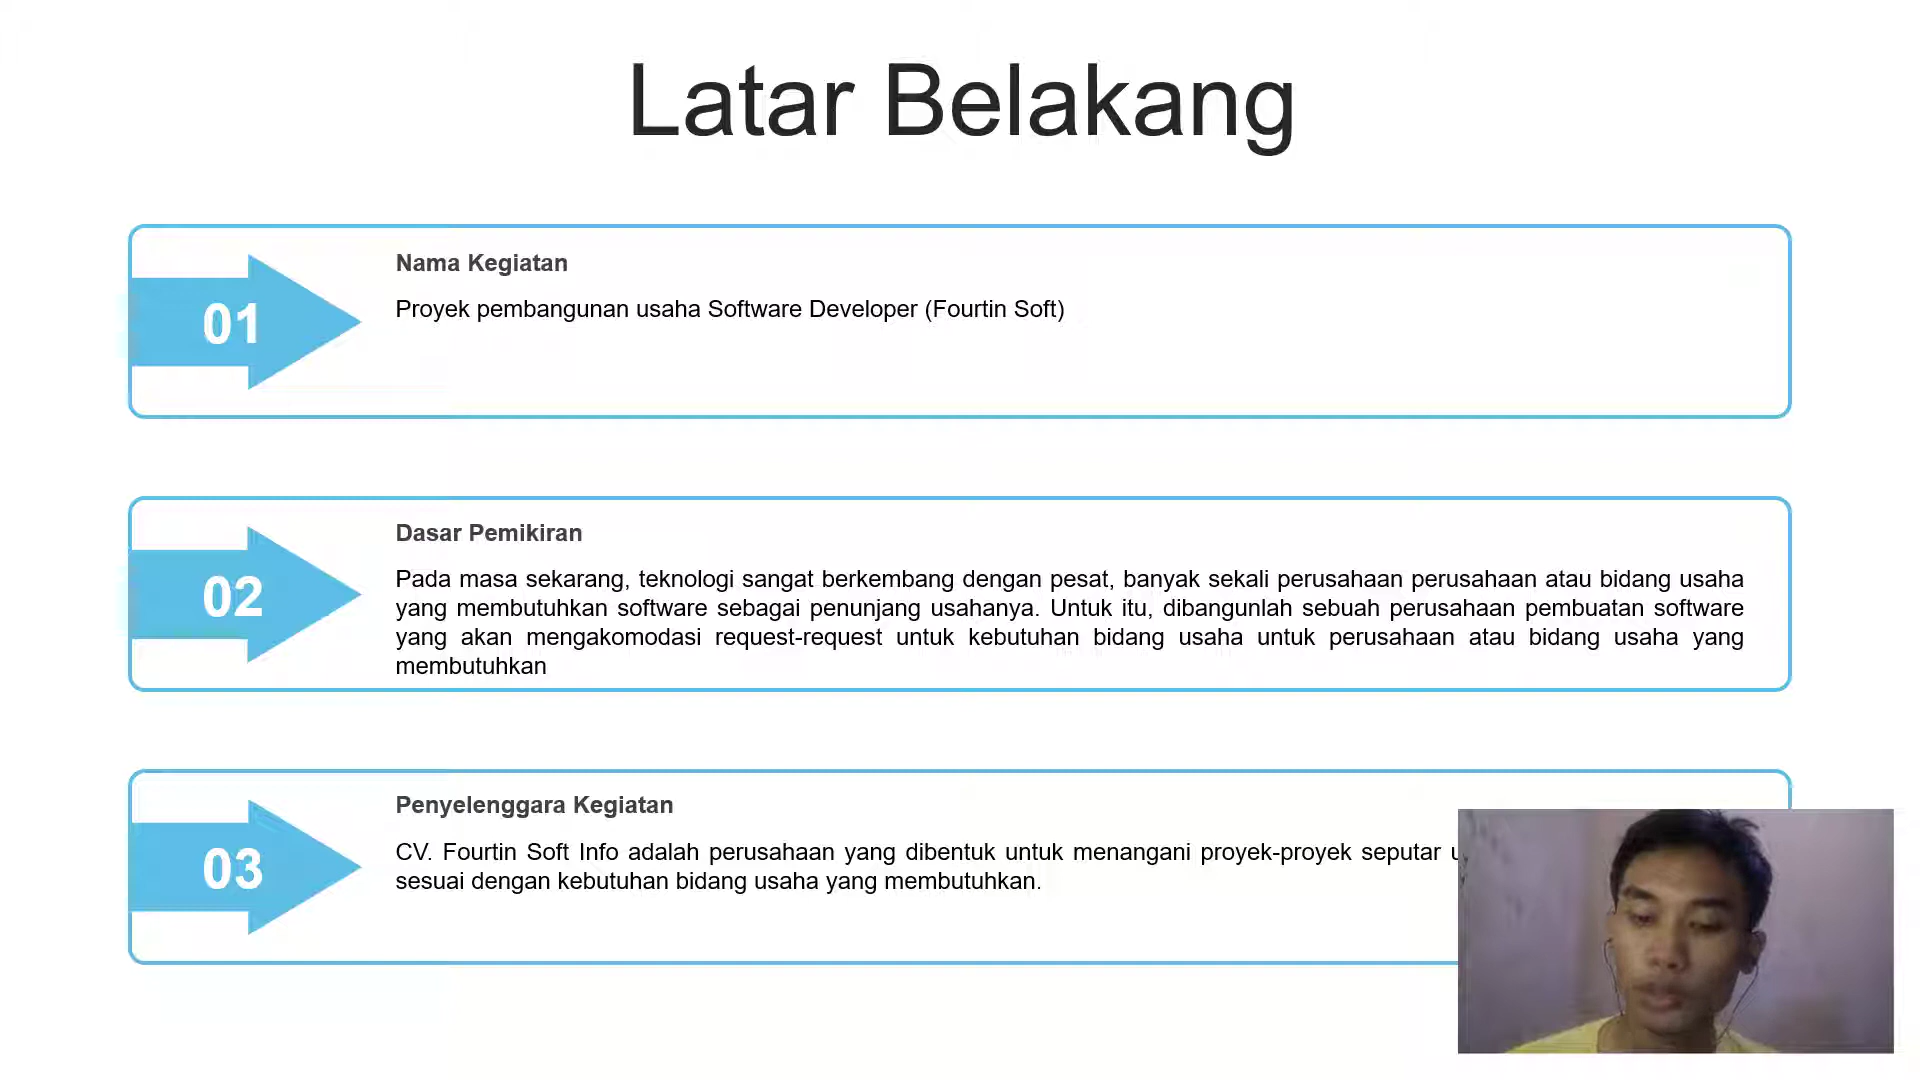 Latar Belakang
01
Nama Kegiatan
Proyek pembangunan usaha Software Developer (Fourtin Soft)
02
Dasar Pemikiran
Pada masa sekarang, teknologi sangat berkembang dengan pesat, banyak sekali perusahaan perusahaan atau bidang usaha
yang membutuhkan software sebagai penunjang usahanya. Untuk itu, dibangunlah sebuah perusahaan pembuatan software
yang akan mengakomodasi request-request untuk kebutuhan bidang usaha untuk perusahaan atau bidang usaha yang
membutuhkan
03
Penyelenggara Kegiatan
CV. Fourtin Soft Info adalah perusahaan yang dibentuk untuk menangani proyek-proyek seputar
sesuai dengan kebutuhan bidang usaha yang membutuhkan.